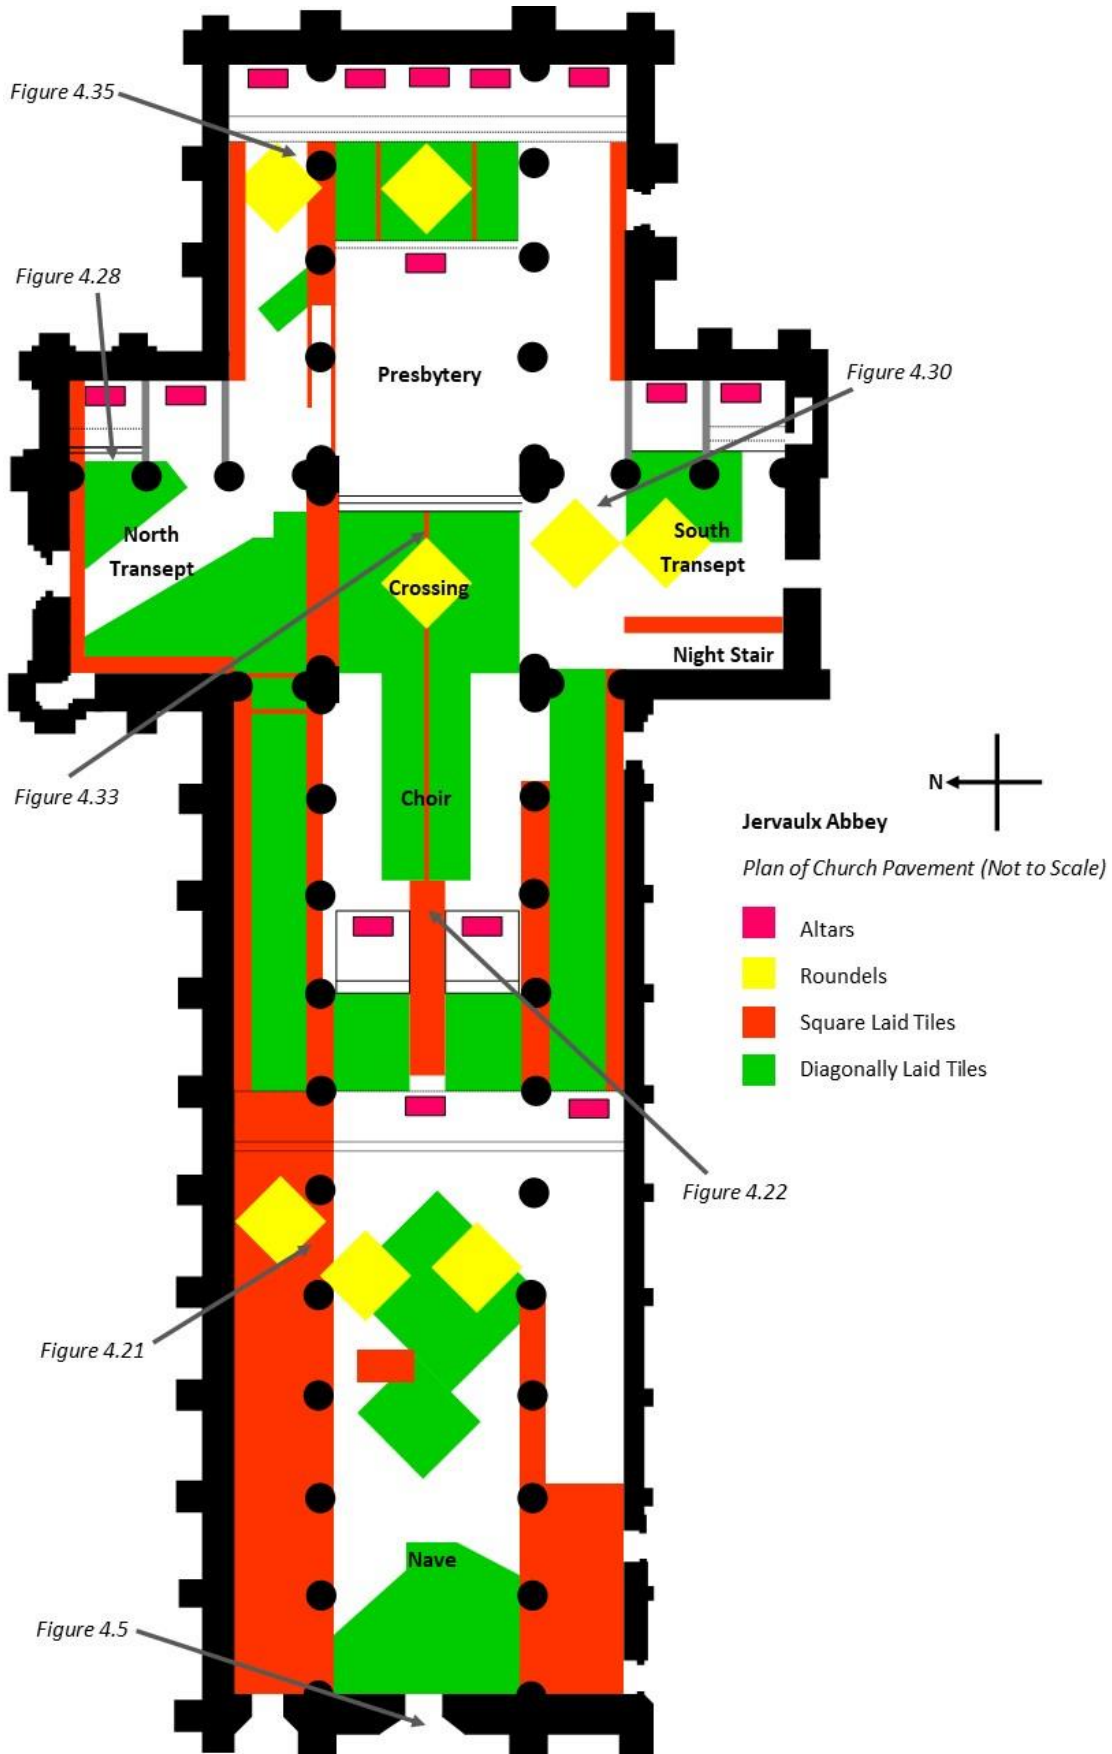 Figure 4.35
Figure 4.28
Presbytery
Figure 4.30
North
Transept
South
Transept
Crossing
Night Stair
Figure 4.33
Choir
N
Jervaulx Abbey
Plan of Church Pavement (Not to Scale)
Altars
Roundels
Square Laid Tiles
Diagonally Laid Tiles
Figure 4.22
Figure 4.21
Nave
Figure 4.5